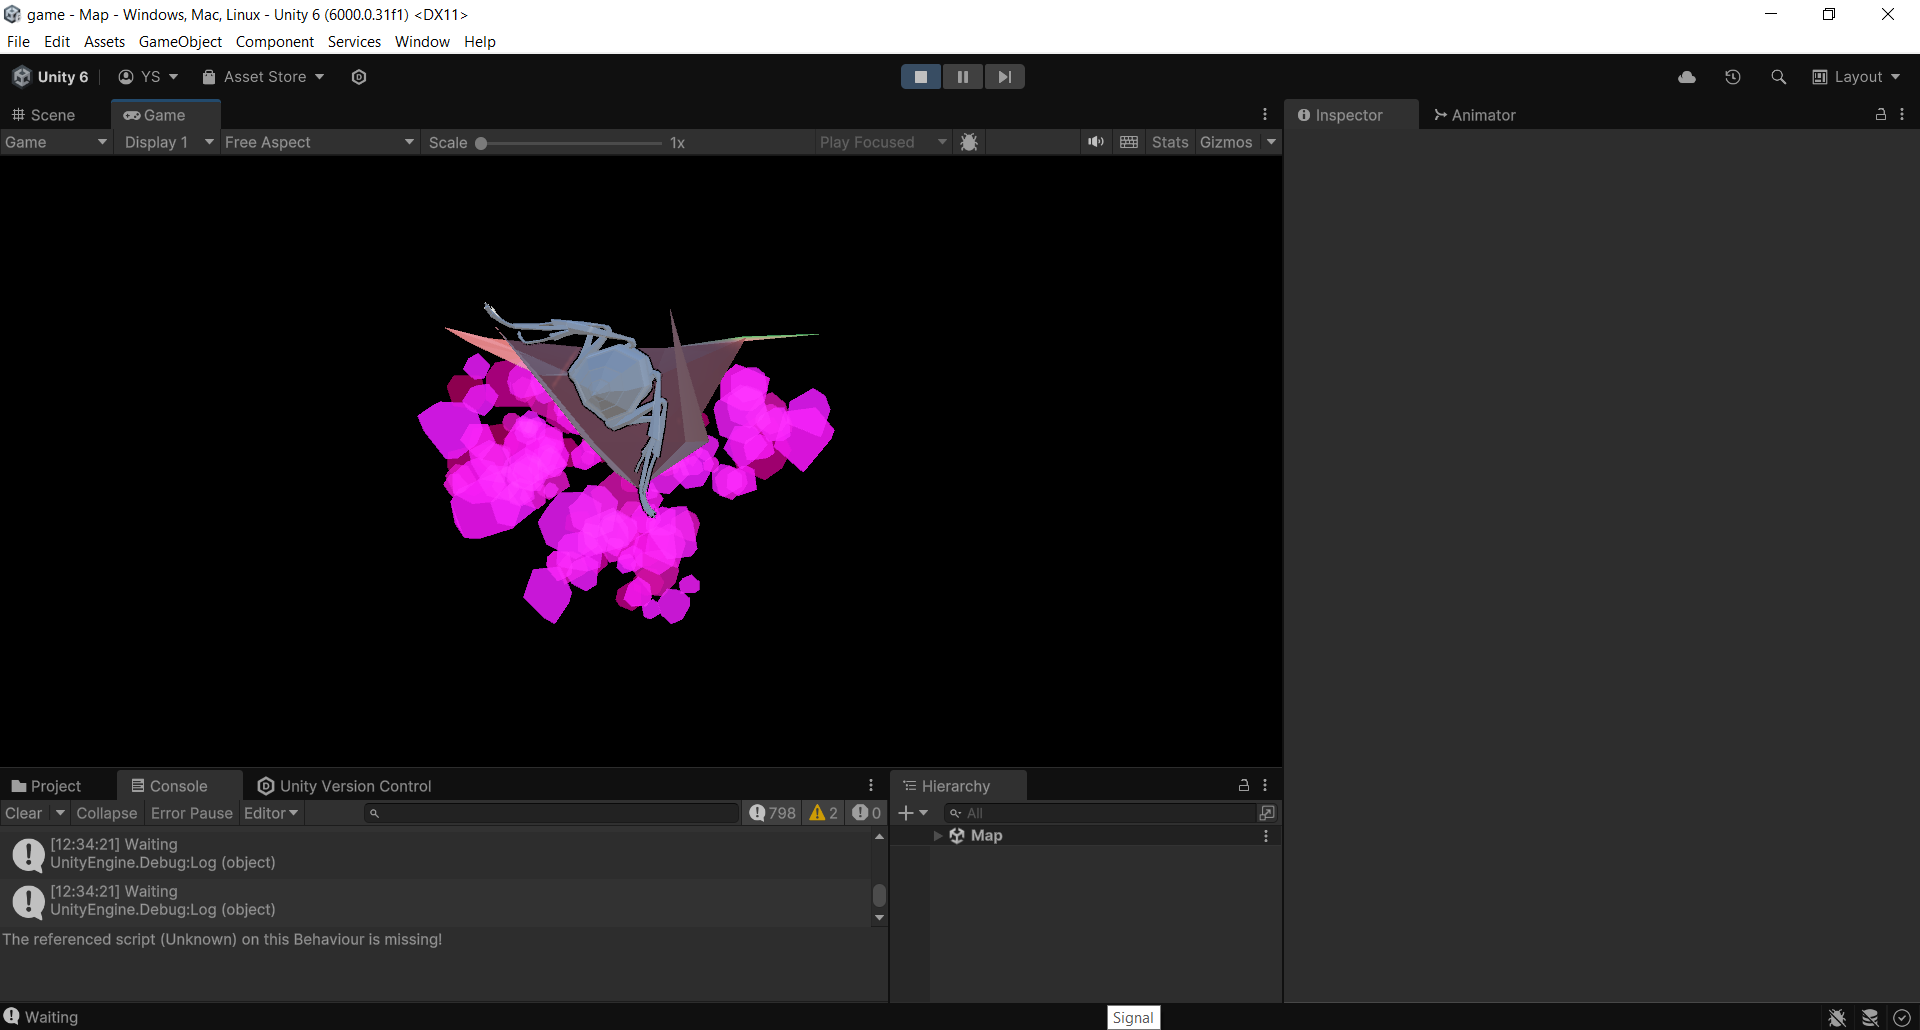 game - Map - Windows, Mac, Linux - Unity 6 (6000.0.31f1) <DX11>
File Edit Assets GameObject Component Services Window Help
Unity 6 YS Asset Store Layout
Scene Game Inspector Animator
Game Display 1 Free Aspect Scale 1x Play Focused Stats Gizmos
Project Console Unity Version Control Hierarchy
Clear Collapse Error Pause Editor 798 2 0 All
Map
[12:34:21] Waiting
UnityEngine.Debug:Log (object)
[12:34:21] Waiting
UnityEngine.Debug:Log (object)
The referenced script (Unknown) on this Behaviour is missing!
Waiting Signal